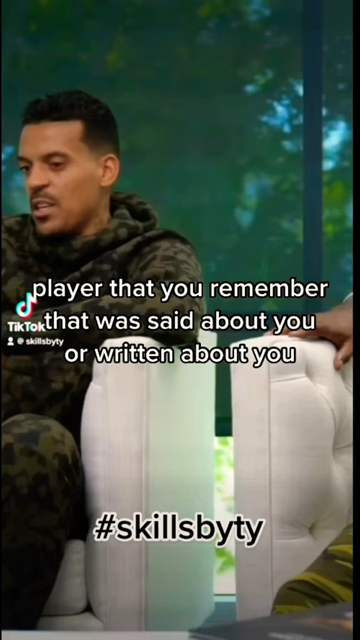 player that you remember
that was said about you
or written about you
TikTok
@ skillsbyty
#skillsbyty